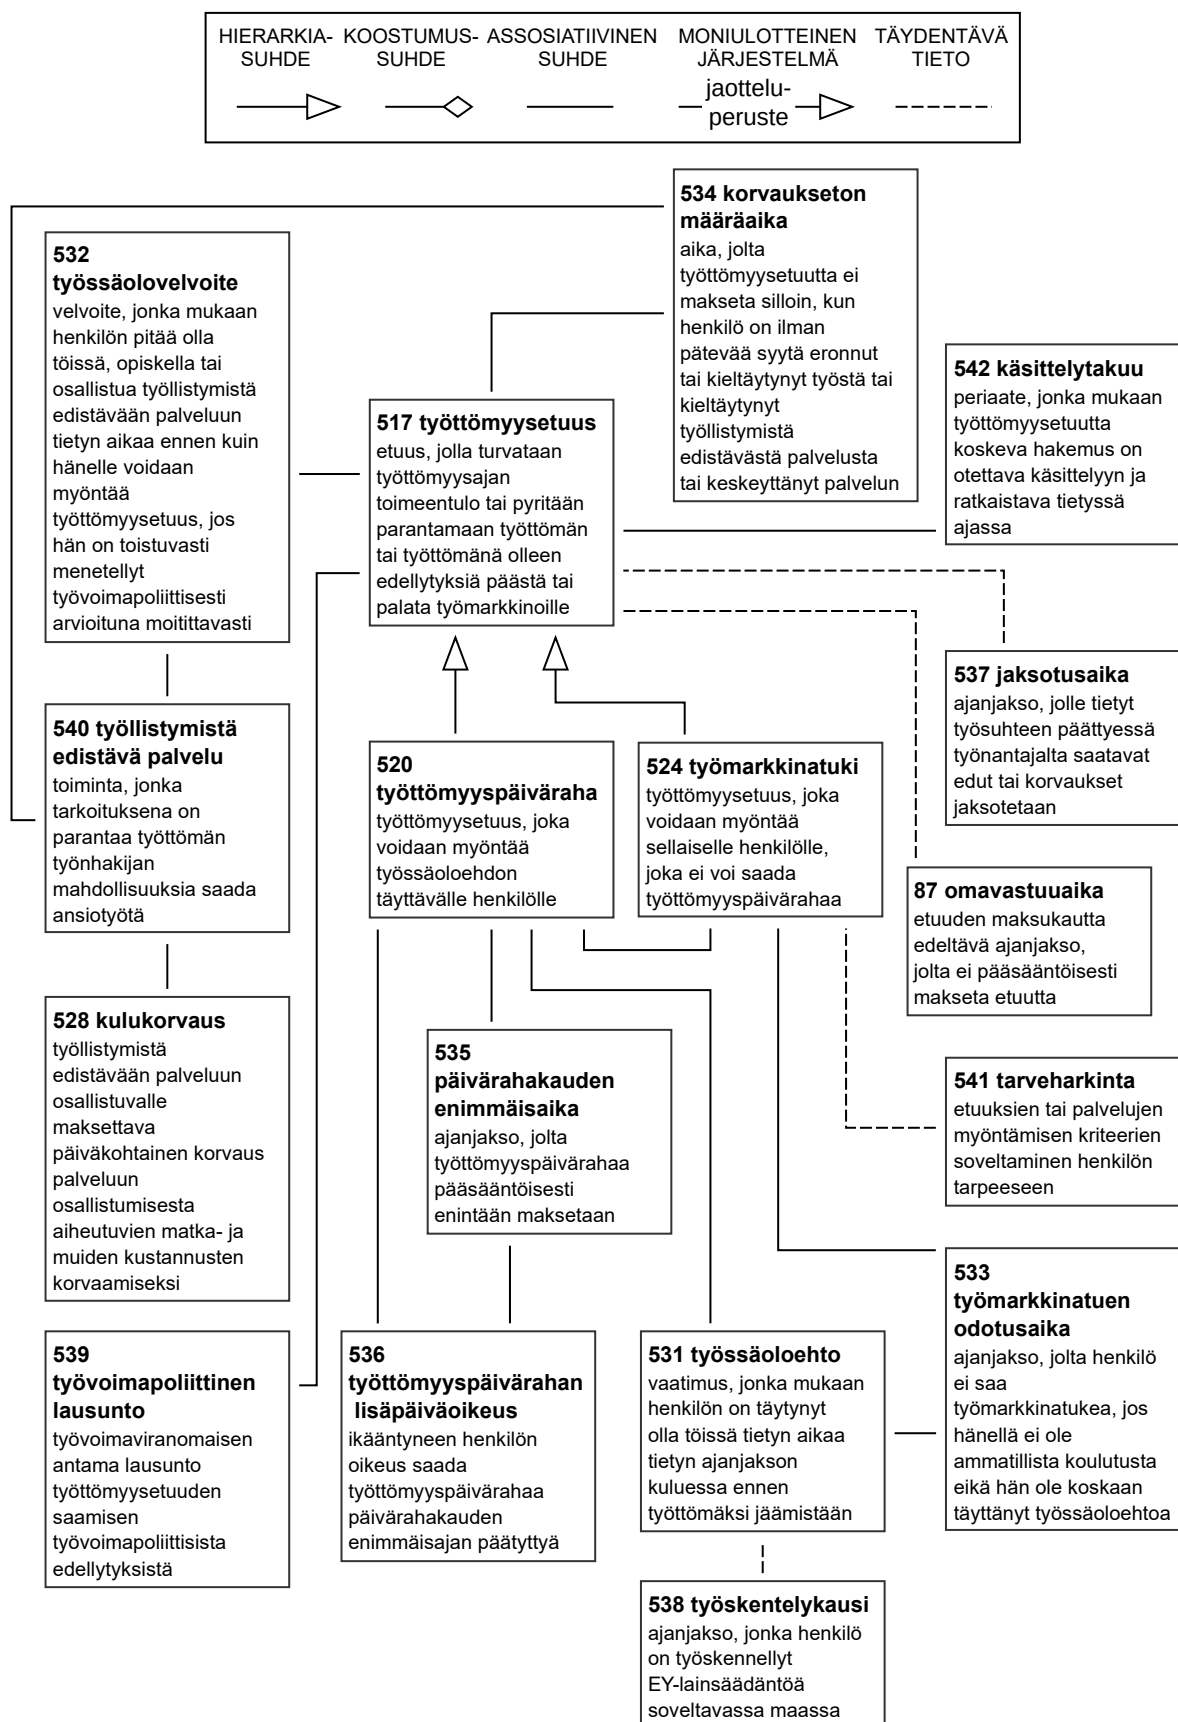 HIERARKIA-
SUHDE
KOOSTUMUS-
SUHDE
ASSOSIATIIVINEN
SUHDE
MONIULOTTEINEN
JÄRJESTELMÄ
TÄYDENTÄVÄ
TIETO
jaottelu-
peruste
534 korvaukseton
määräaika
aika, jolta
työttömyysetuutta ei
makseta silloin, kun
henkilö on ilman
pätevää syytä eronnut
tai kieltäytynyt työstä tai
kieltäytynyt
työllistymistä
edistävästä palvelusta
tai keskeyttänyt palvelun
532
työssäolovelvoite
velvoite, jonka mukaan
henkilön pitää olla
töissä, opiskella tai
osallistua työllistymistä
edistävään palveluun
tietyn aikaa ennen kuin
hänelle voidaan
myöntää
työttömyysetuus, jos
hän on toistuvasti
menetellyt
työvoimapoliittisesti
arvioituna moitittavasti
517 työttömyysetuus
etuus, jolla turvataan
työttömyysajan
toimeentulo tai pyritään
parantamaan työttömän
tai työttömänä olleen
edellytyksiä päästä tai
palata työmarkkinoille
542 käsittelytakuu
periaate, jonka mukaan
työttömyysetuutta
koskeva hakemus on
otettava käsittelyyn ja
ratkaistava tietyssä
ajassa
537 jaksotusaika
ajanjakso, jolle tietyt
työsuhteen päättyessä
työnantajalta saatavat
edut tai korvaukset
jaksotetaan
540 työllistymistä
edistävä palvelu
toiminta, jonka
tarkoituksena on
parantaa työttömän
työnhakijan
mahdollisuuksia saada
ansiotyötä
520
työttömyyspäiväraha
työttömyysetuus, joka
voidaan myöntää
työssäoloehdon
täyttävälle henkilölle
524 työmarkkinatuki
työttömyysetuus, joka
voidaan myöntää
sellaiselle henkilölle,
joka ei voi saada
työttömyyspäivärahaa
87 omavastuuaika
etuuden maksukautta
edeltävä ajanjakso,
jolta ei pääsääntöisesti
makseta etuutta
528 kulukorvaus
työllistymistä
edistävään palveluun
osallistuvalle
maksettava
päiväkohtainen korvaus
palveluun
osallistumisesta
aiheutuvien matka- ja
muiden kustannusten
korvaamiseksi
535
päivärahakauden
enimmäisaika
ajanjakso, jolta
työttömyyspäivärahaa
pääsääntöisesti
enintään maksetaan
541 tarveharkinta
etuuksien tai palvelujen
myöntämisen kriteerien
soveltaminen henkilön
tarpeeseen
533
työmarkkinatuen
odotusaika
ajanjakso, jolta henkilö
ei saa
työmarkkinatukea, jos
hänellä ei ole
ammatillista koulutusta
eikä hän ole koskaan
täyttänyt työssäoloehtoa
539
työvoimapoliittinen
lausunto
työvoimaviranomaisen
antama lausunto
työttömyysetuuden
saamisen
työvoimapoliittisista
edellytyksistä
536
työttömyyspäivärahan
lisäpäiväoikeus
ikääntyneen henkilön
oikeus saada
työttömyyspäivärahaa
päivärahakauden
enimmäisajan päätyttyä
531 työssäoloehto
vaatimus, jonka mukaan
henkilön on täytynyt
olla töissä tietyn aikaa
tietyn ajanjakson
kuluessa ennen
työttömäksi jäämistään
538 työskentelykausi
ajanjakso, jonka henkilö
on työskennellyt
EY-lainsäädäntöä
soveltavassa maassa